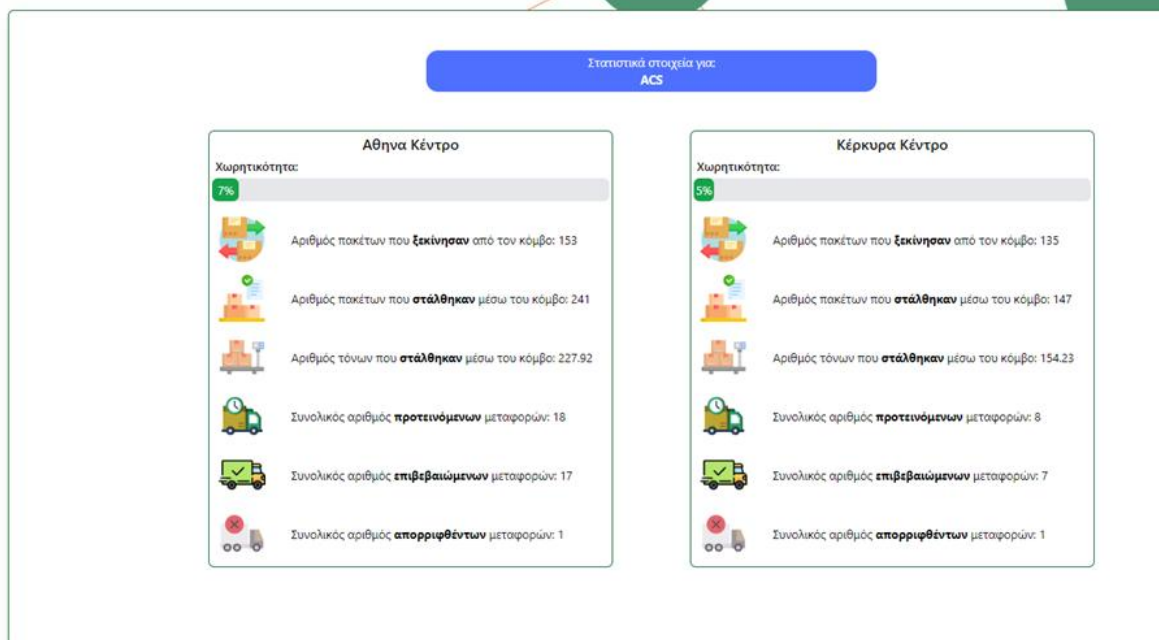 Στατιστικά στοιχεία για:
ACS
Αθηνα Κέντρο
Χωρητικότητα:
7%
Αριθμός πακέτων που ξεκίνησαν από τον κόμβο: 153
Αριθμός πακέτων που στάλθηκαν μέσω του κόμβο: 241
Αριθμός τόνων που στάλθηκαν μέσω του κόμβο: 227.92
Συνολικός αριθμός προτεινόμενων μεταφορών: 18
Συνολικός αριθμός επιβεβαιώμενων μεταφορών: 17
Συνολικός αριθμός απορριφθέντων μεταφορών: 1
Κέρκυρα Κέντρο
Χωρητικότητα:
5%
Αριθμός πακέτων που ξεκίνησαν από τον κόμβο: 135
Αριθμός πακέτων που στάλθηκαν μέσω του κόμβο: 147
Αριθμός τόνων που στάλθηκαν μέσω του κόμβο: 154.23
Συνολικός αριθμός προτεινόμενων μεταφορών: 8
Συνολικός αριθμός επιβεβαιώμενων μεταφορών: 7
Συνολικός αριθμός απορριφθέντων μεταφορών: 1